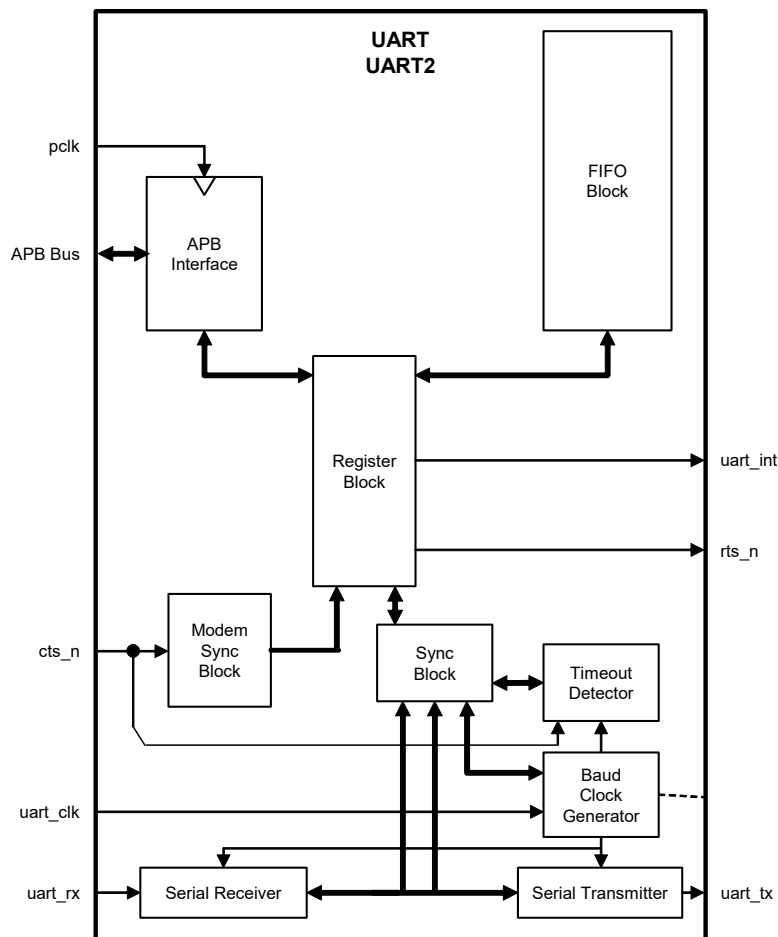 UART
UART2
pclk
FIFO
Block
APB Bus
APB
Interface
Register
Block
uart_int
rts_n
cts_n
Modem
Sync
Block
Sync
Block
Timeout
Detector
uart_clk
Baud
Clock
Generator
uart_rx
Serial Receiver
Serial Transmitter
uart_tx